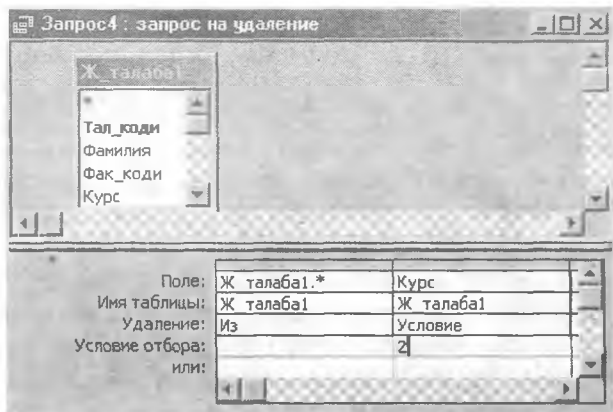 Запрос4 : запрос на удаление
Ж_талаба1
*
Тал_коди
Фамилия
Фак_коди
Курс
Поле: Ж_талаба1.* Курс
Имя таблицы: Ж_талаба1 Ж_талаба1
Удаление: Из Условие
Условие отбора: 2
или: